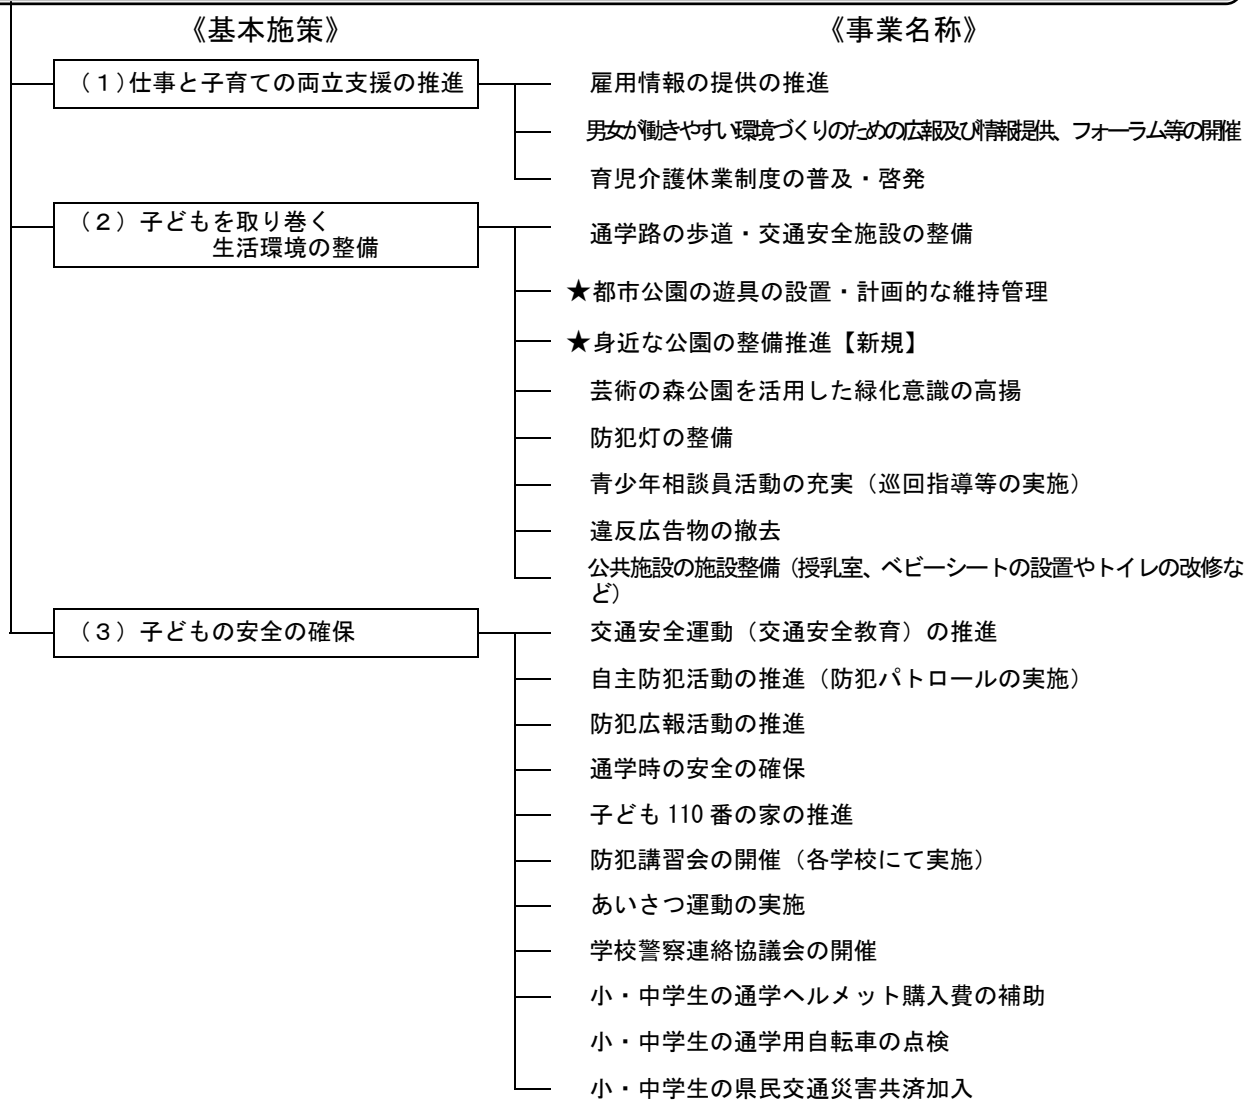 《基本施策》
《事業名称》
（１）仕事と子育ての両立支援の推進
雇用情報の提供の推進
男女が働きやすい環境づくりのための広報及び情報提供、フォーラム等の開催
育児介護休業制度の普及・啓発
（２）子どもを取り巻く
生活環境の整備
通学路の歩道・交通安全施設の整備
★都市公園の遊具の設置・計画的な維持管理
★身近な公園の整備推進【新規】
芸術の森公園を活用した緑化意識の高揚
防犯灯の整備
青少年相談員活動の充実（巡回指導等の実施）
違反広告物の撤去
公共施設の施設整備（授乳室、ベビーシートの設置やトイレの改修な
ど）
（３）子どもの安全の確保
交通安全運動（交通安全教育）の推進
自主防犯活動の推進（防犯パトロールの実施）
防犯広報活動の推進
通学時の安全の確保
子ども 110 番の家の推進
防犯講習会の開催（各学校にて実施）
あいさつ運動の実施
学校警察連絡協議会の開催
小・中学生の通学ヘルメット購入費の補助
小・中学生の通学用自転車の点検
小・中学生の県民交通災害共済加入